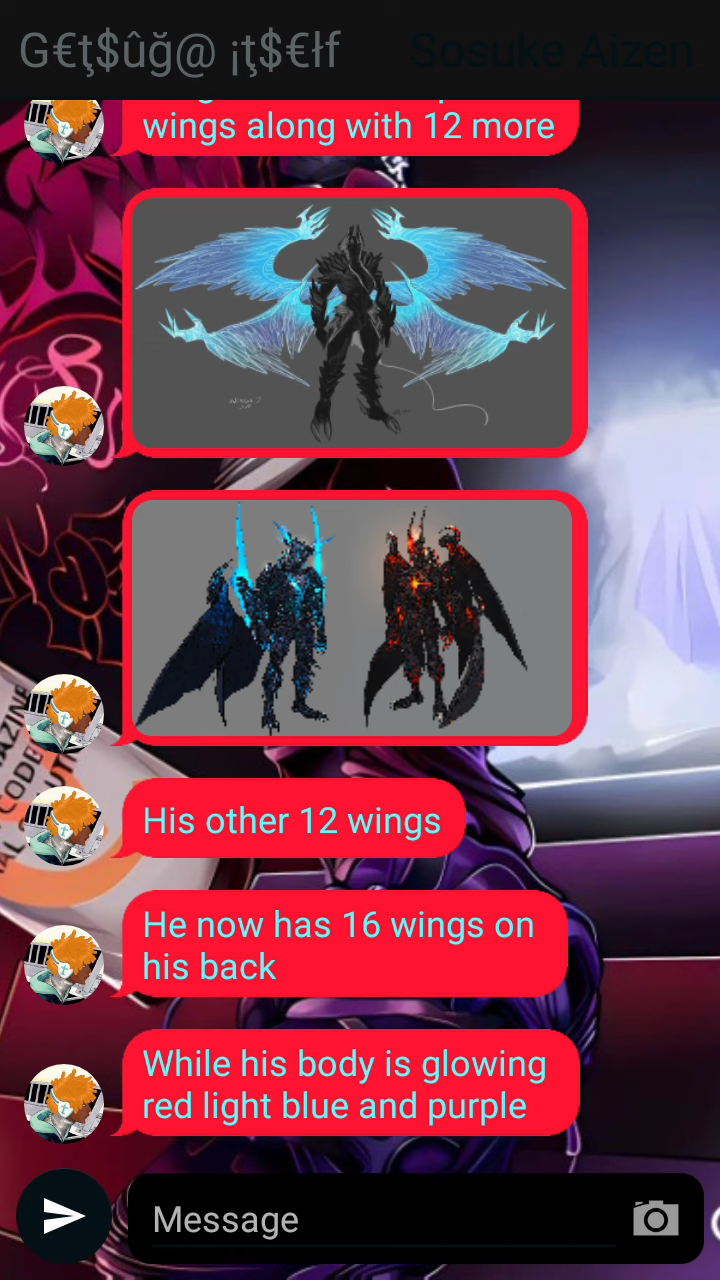 G€ţ$ûğ@ ¡ţ$€łf
Sosuke Aizen
wings along with 12 more
His other 12 wings
He now has 16 wings on
his back
While his body is glowing
red light blue and purple
Message